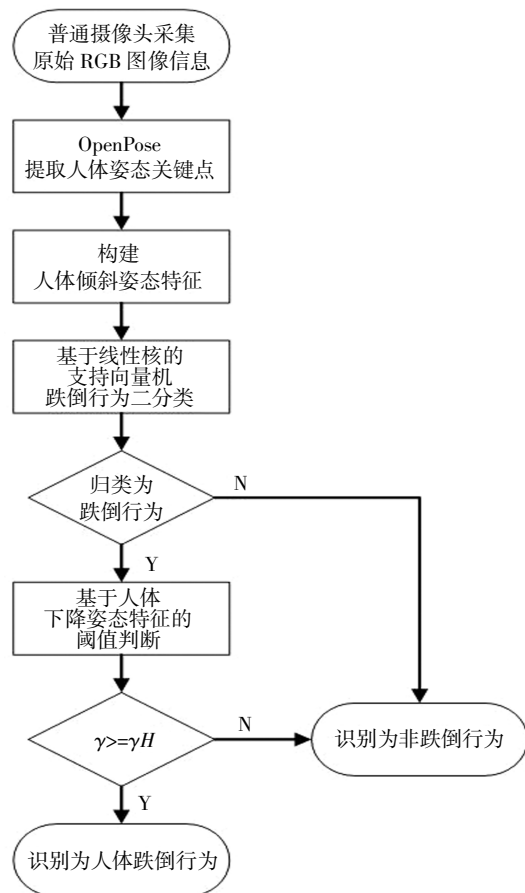 普通摄像头采集
原始 RGB 图像信息
OpenPose
提取人体姿态关键点
构建
人体倾斜姿态特征
基于线性核的
支持向量机
跌倒行为二分类
归类为
跌倒行为
N
Y
基于人体
下降姿态特征的
阈值判断
γ>=γH
N
识别为非跌倒行为
Y
识别为人体跌倒行为